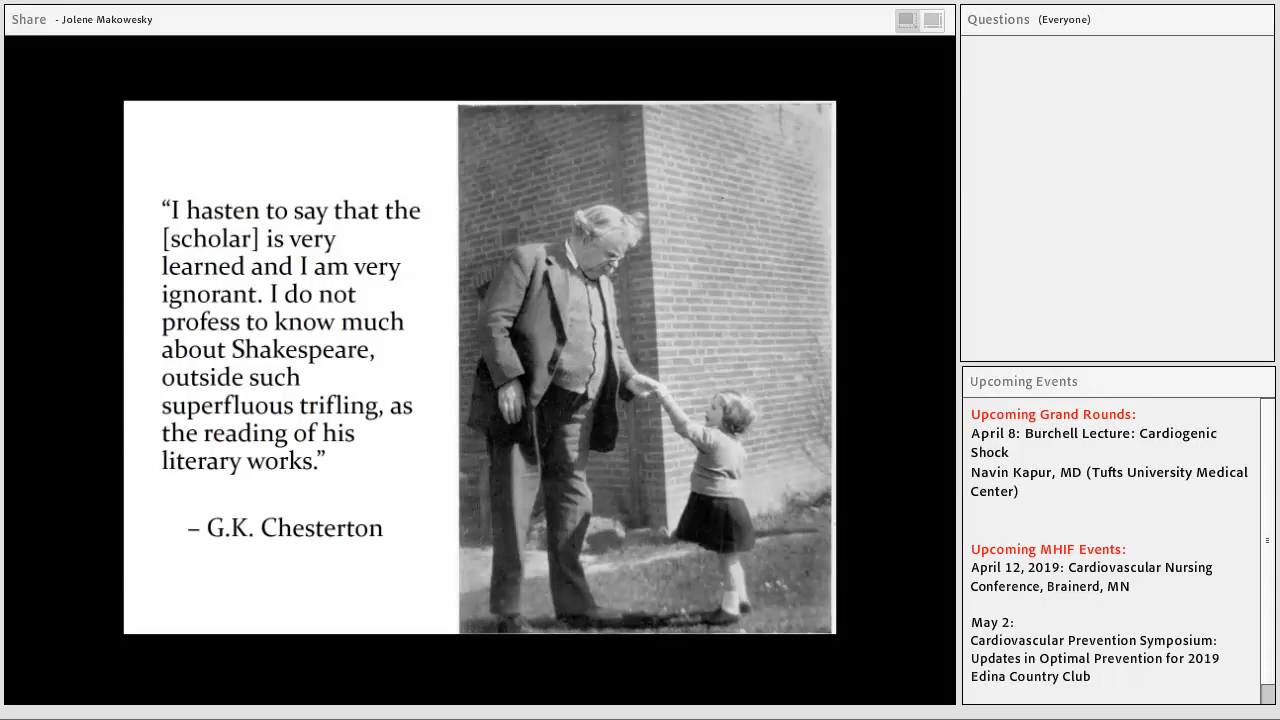 Share - Jolene Makowesky
Questions (Everyone)
“I hasten to say that the
[scholar] is very
learned and I am very
ignorant. I do not
profess to know much
about Shakespeare,
outside such
superfluous trifling, as
the reading of his
literary works.”
– G.K. Chesterton
Upcoming Events
Upcoming Grand Rounds:
April 8: Burchell Lecture: Cardiogenic
Shock
Navin Kapur, MD (Tufts University Medical
Center)
Upcoming MHIF Events:
April 12, 2019: Cardiovascular Nursing
Conference, Brainerd, MN
May 2:
Cardiovascular Prevention Symposium:
Updates in Optimal Prevention for 2019
Edina Country Club